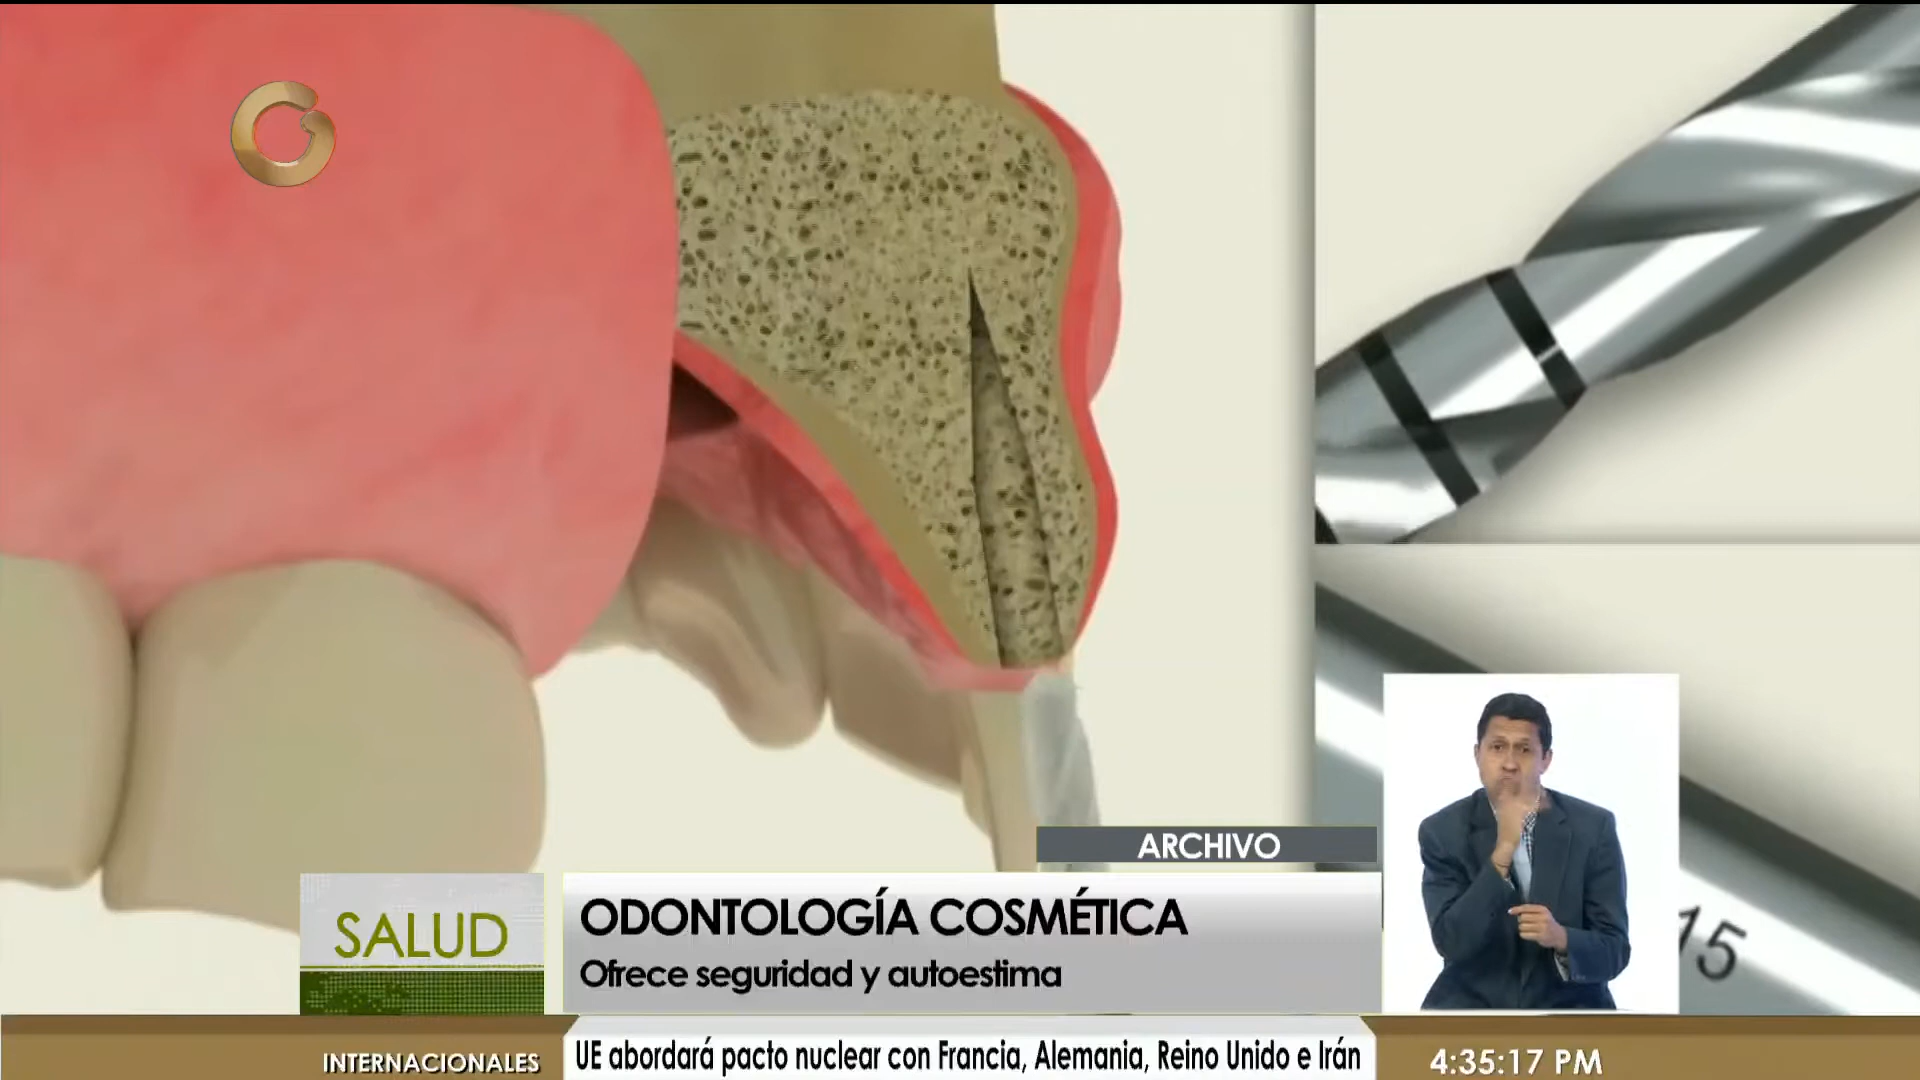 15
ARCHIVO
SALUD
ODONTOLOGÍA COSMÉTICA
Ofrece seguridad y autoestima
INTERNACIONALES
UE abordará pacto nuclear con Francia, Alemania, Reino Unido e Irán
4:35:17 PM